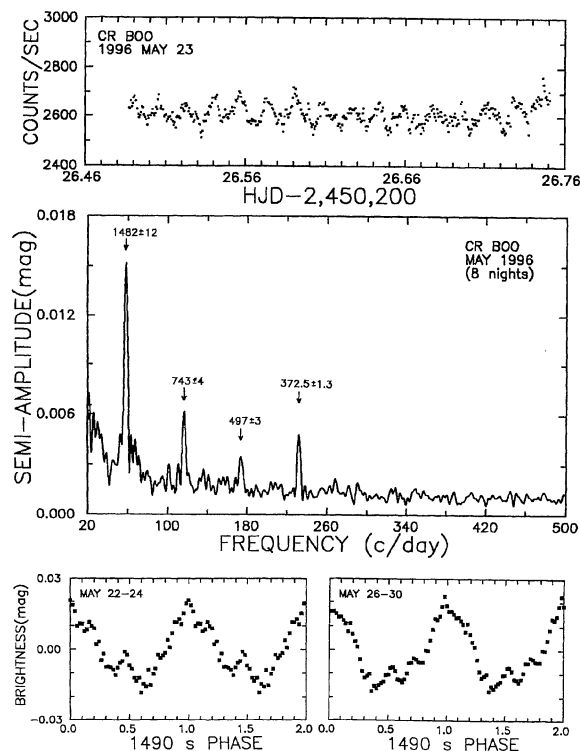 3000
2800
2600
2400
COUNTS/SEC
CR BOO
1996 MAY 23
26.46
26.56
26.66
26.76
HJD-2,450,200
0.018
0.012
0.006
0.000
SEMI-AMPLITUDE(mag)
1482±12
743±4
497±3
372.5±1.3
CR BOO
MAY 1996
(8 nights)
20
100
180
260
340
420
500
FREQUENCY (c/day)
0.03
0.00
-0.03
BRIGHTNESS(mag)
MAY 22-24
0.0
0.5
1.0
1.5
2.0
1490 s PHASE
MAY 26-30
0.0
0.5
1.0
1.5
2.0
1490 s PHASE